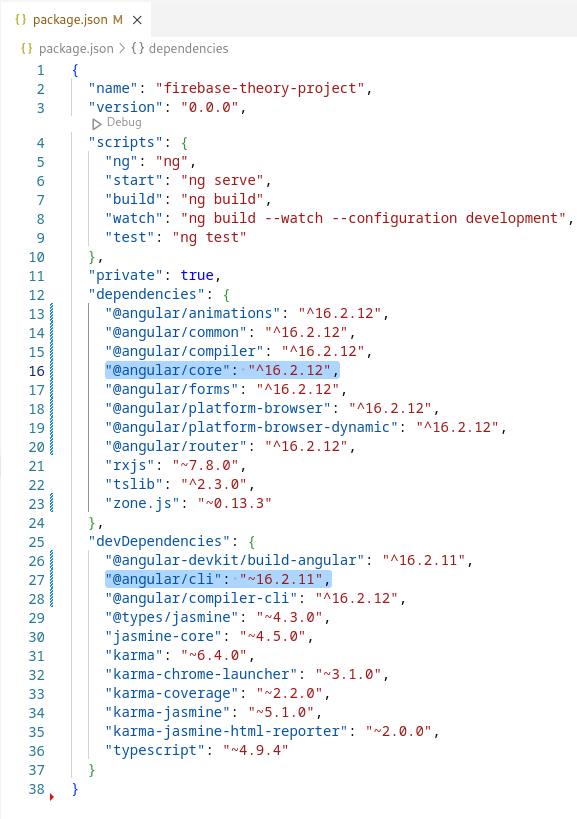 {} package.json M ×
{} package.json > {} dependencies
1 {
2 "name": "firebase-theory-project",
3 "version": "0.0.0",
Debug
4 "scripts": {
5 "ng": "ng",
6 "start": "ng serve",
7 "build": "ng build",
8 "watch": "ng build --watch --configuration development",
9 "test": "ng test"
10 },
11 "private": true,
12 "dependencies": {
13 "@angular/animations": "^16.2.12",
14 "@angular/common": "^16.2.12",
15 "@angular/compiler": "^16.2.12",
16 "@angular/core": "^16.2.12",
17 "@angular/forms": "^16.2.12",
18 "@angular/platform-browser": "^16.2.12",
19 "@angular/platform-browser-dynamic": "^16.2.12",
20 "@angular/router": "^16.2.12",
21 "rxjs": "~7.8.0",
22 "tslib": "^2.3.0",
23 "zone.js": "~0.13.3"
24 },
25 "devDependencies": {
26 "@angular-devkit/build-angular": "^16.2.11",
27 "@angular/cli": "~16.2.11",
28 "@angular/compiler-cli": "^16.2.12",
29 "@types/jasmine": "~4.3.0",
30 "jasmine-core": "~4.5.0",
31 "karma": "~6.4.0",
32 "karma-chrome-launcher": "~3.1.0",
33 "karma-coverage": "~2.2.0",
34 "karma-jasmine": "~5.1.0",
35 "karma-jasmine-html-reporter": "~2.0.0",
36 "typescript": "~4.9.4"
37 }
38 }